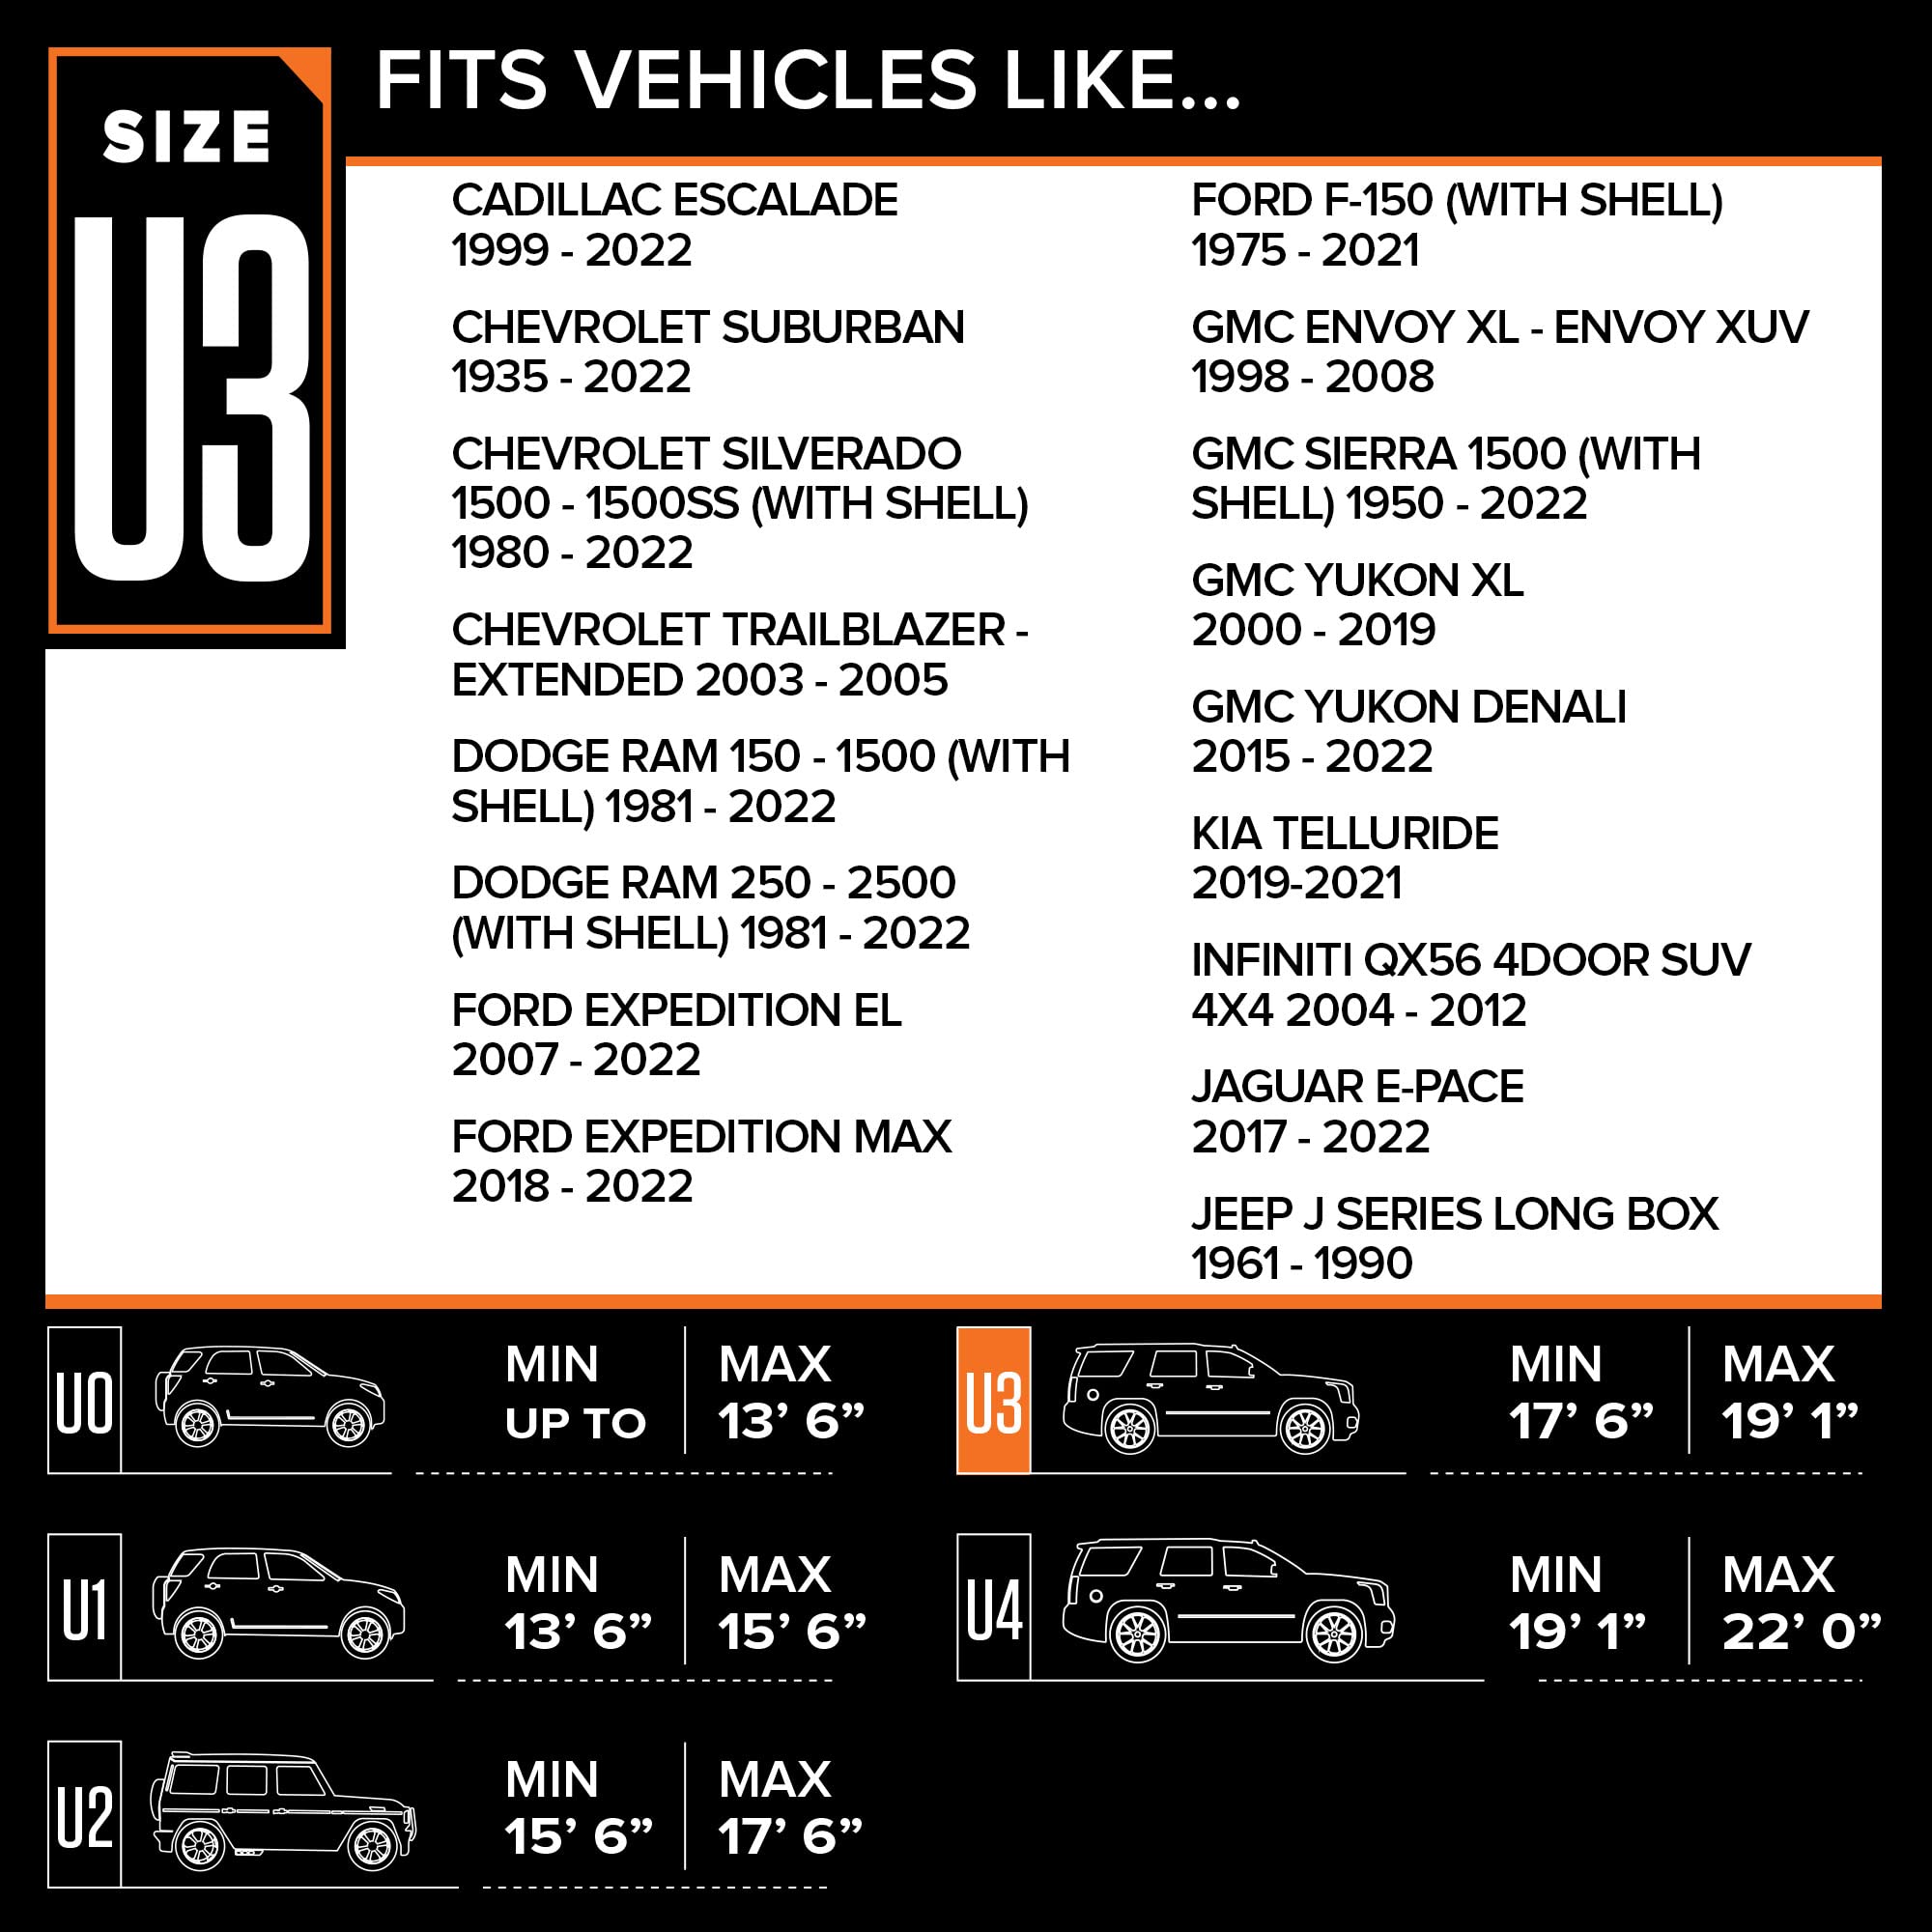 SIZE
U3
FITS VEHICLES LIKE...
CADILLAC ESCALADE
1999 - 2022
CHEVROLET SUBURBAN
1935 - 2022
CHEVROLET SILVERADO
1500 - 1500SS (WITH SHELL)
1980 - 2022
CHEVROLET TRAILBLAZER -
EXTENDED 2003 - 2005
DODGE RAM 150 - 1500 (WITH
SHELL) 1981 - 2022
DODGE RAM 250 - 2500
(WITH SHELL) 1981 - 2022
FORD EXPEDITION EL
2007 - 2022
FORD EXPEDITION MAX
2018 - 2022
FORD F-150 (WITH SHELL)
1975 - 2021
GMC ENVOY XL - ENVOY XUV
1998 - 2008
GMC SIERRA 1500 (WITH
SHELL) 1950 - 2022
GMC YUKON XL
2000 - 2019
GMC YUKON DENALI
2015 - 2022
KIA TELLURIDE
2019-2021
INFINITI QX56 4DOOR SUV
4X4 2004 - 2012
JAGUAR E-PACE
2017 - 2022
JEEP J SERIES LONG BOX
1961 - 1990
U0
MIN
UP TO
MAX
13’ 6”
U1
MIN
13’ 6”
MAX
15’ 6”
U2
MIN
15’ 6”
MAX
17’ 6”
U3
MIN
17’ 6”
MAX
19’ 1”
U4
MIN
19’ 1”
MAX
22’ 0”